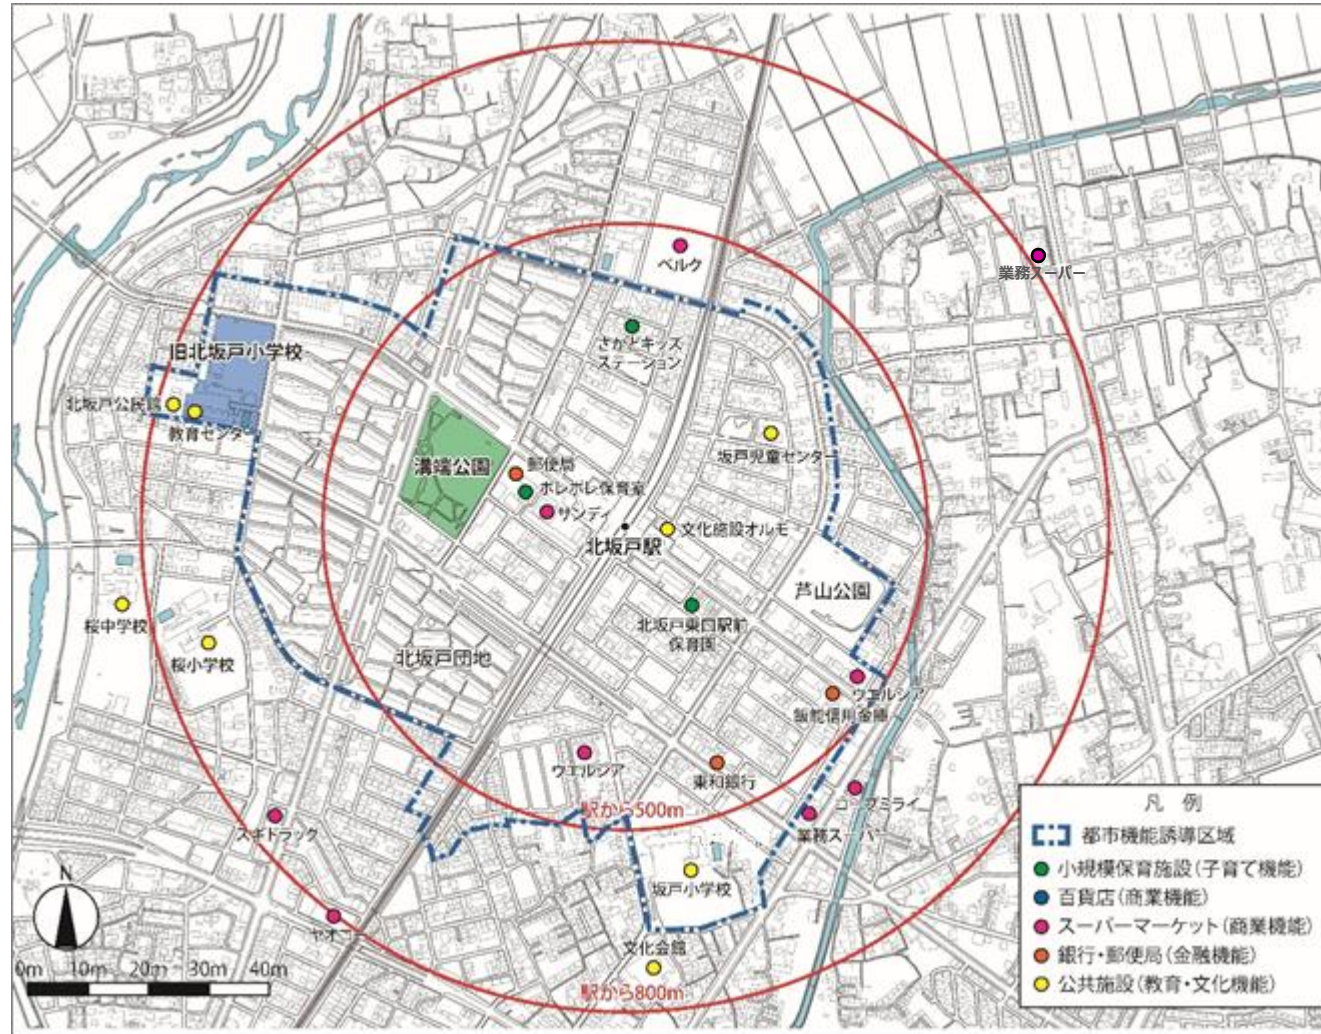 ベルク
業務スーパー
さかどキッズ
ステーション
旧北坂戸小学校
北坂戸公民館
教育センター
坂戸児童センター
溝端公園
郵便局
ポレポレ保育室
サンディ
北坂戸駅
文化施設オルモ
芦山公園
桜中学校
桜小学校
北坂戸東口駅前
保育園
北坂戸団地
ウエルシア
飯能信用金庫
ウエルシア
東和銀行
コープミライ
駅から500m
業務スーパー
スギドラック
坂戸小学校
ヤオコー
文化会館
駅から800m
N
0m 10m 20m 30m 40m
凡 例
都市機能誘導区域
小規模保育施設(子育て機能)
百貨店(商業機能)
スーパーマーケット(商業機能)
銀行・郵便局(金融機能)
公共施設(教育・文化機能)